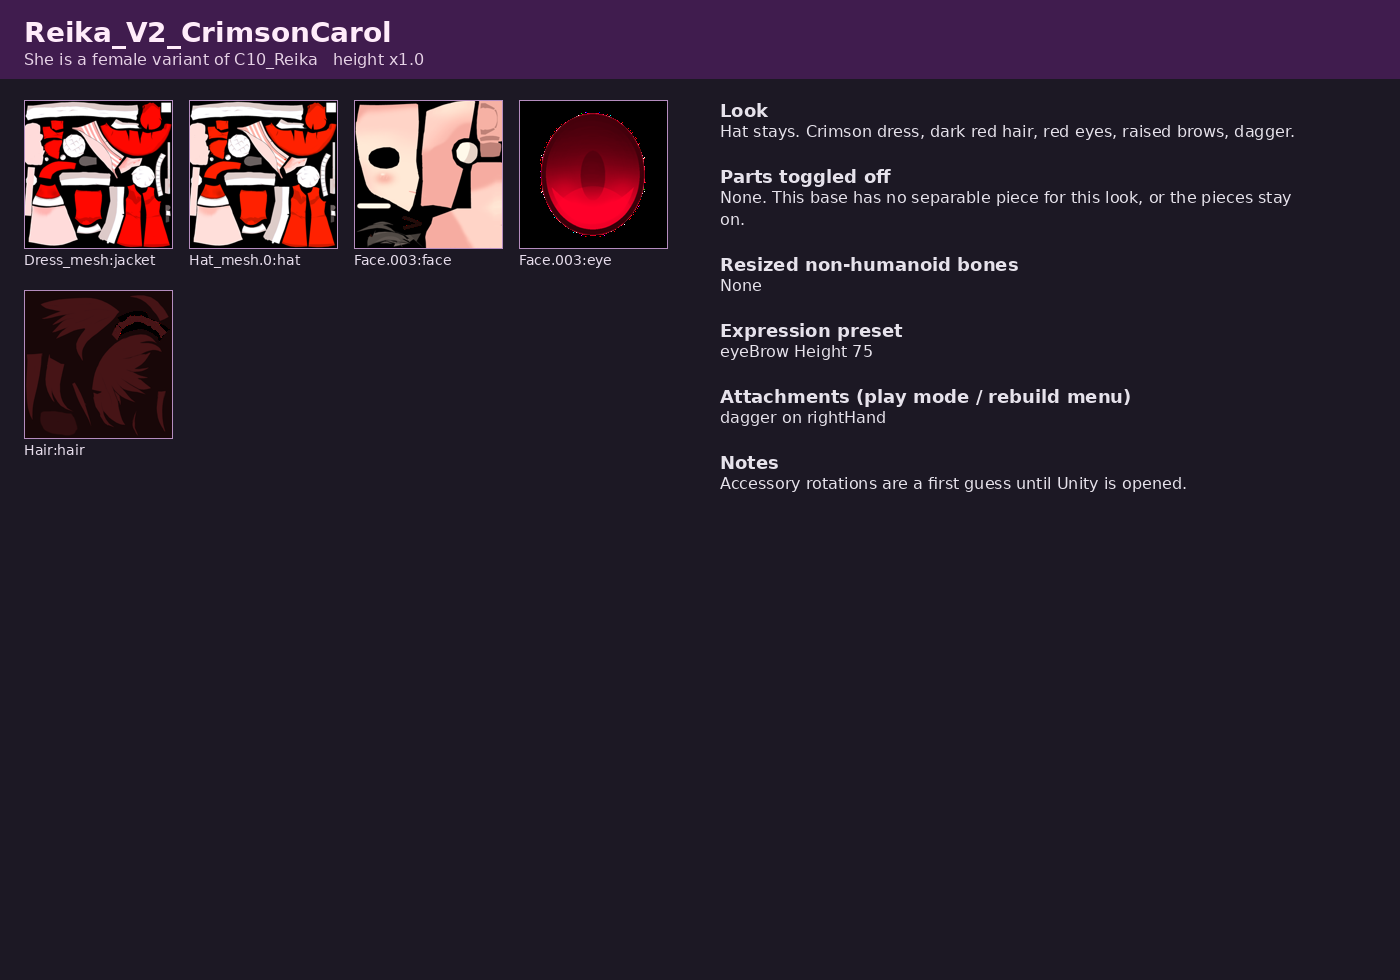 Reika_V2_CrimsonCarol
She is a female variant of C10_Reika   height x1.0
Dress_mesh:jacket
Hat_mesh.0:hat
Face.003:face
Face.003:eye
Hair:hair
Look
Hat stays. Crimson dress, dark red hair, red eyes, raised brows, dagger.
Parts toggled off
None. This base has no separable piece for this look, or the pieces stay
on.
Resized non-humanoid bones
None
Expression preset
eyeBrow Height 75
Attachments (play mode / rebuild menu)
dagger on rightHand
Notes
Accessory rotations are a first guess until Unity is opened.